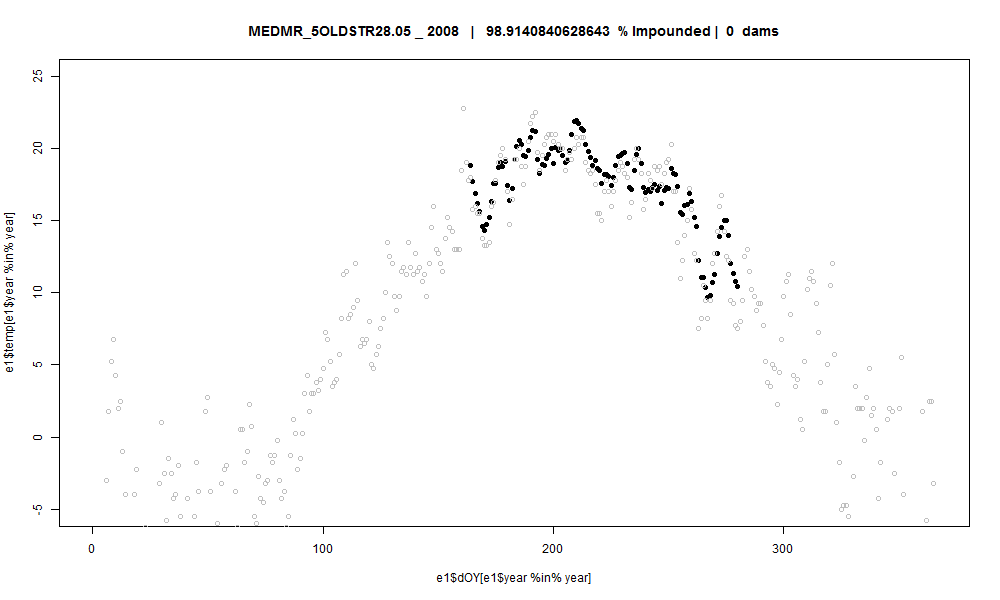 MEDMR_5OLDSTR28.05 _ 2008 | 98.9140840628643 % Impounded | 0 dams
25
20
15
10
5
0
-5
e1$temp[e1$year %in% year]
0 100 200 300
e1$dOY[e1$year %in% year]